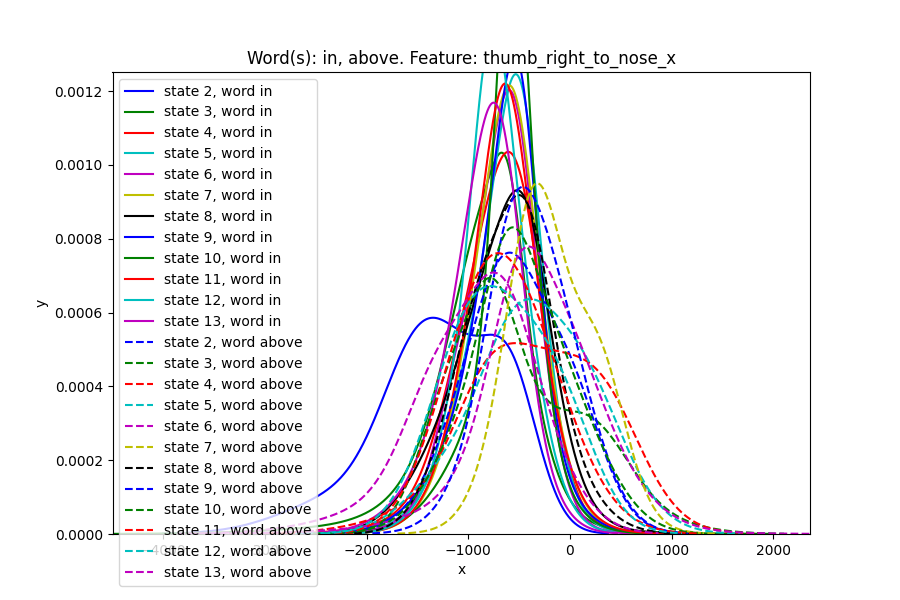 Word(s): in, above. Feature: thumb_right_to_nose_x
y
0.0012
0.0010
0.0008
0.0006
0.0004
0.0002
0.0000
state 2, word in
state 3, word in
state 4, word in
state 5, word in
state 6, word in
state 7, word in
state 8, word in
state 9, word in
state 10, word in
state 11, word in
state 12, word in
state 13, word in
state 2, word above
state 3, word above
state 4, word above
state 5, word above
state 6, word above
state 7, word above
state 8, word above
state 9, word above
state 10, word above
state 11, word above
state 12, word above
state 13, word above
−2000 −1000 0 1000 2000
x